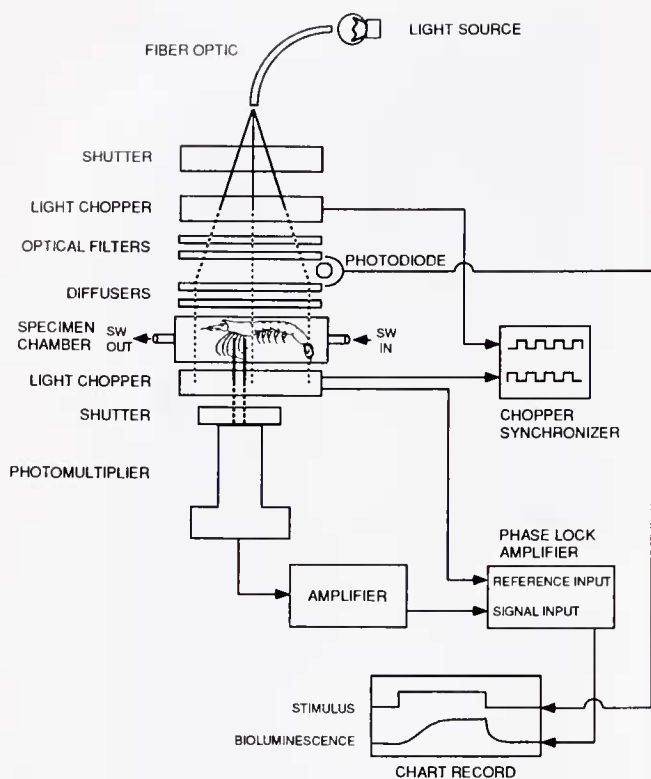 LIGHT SOURCE
FIBER OPTIC
SHUTTER
LIGHT CHOPPER
OPTICAL FILTERS
PHOTODIODE
DIFFUSERS
SPECIMEN
CHAMBER
SW
OUT
SW
IN
LIGHT CHOPPER
SHUTTER
CHOPPER
SYNCHRONIZER
PHOTOMULTIPLIER
PHASE LOCK
AMPLIFIER
REFERENCE INPUT
AMPLIFIER
SIGNAL INPUT
STIMULUS
BIOLUMINESCENCE
CHART RECORD